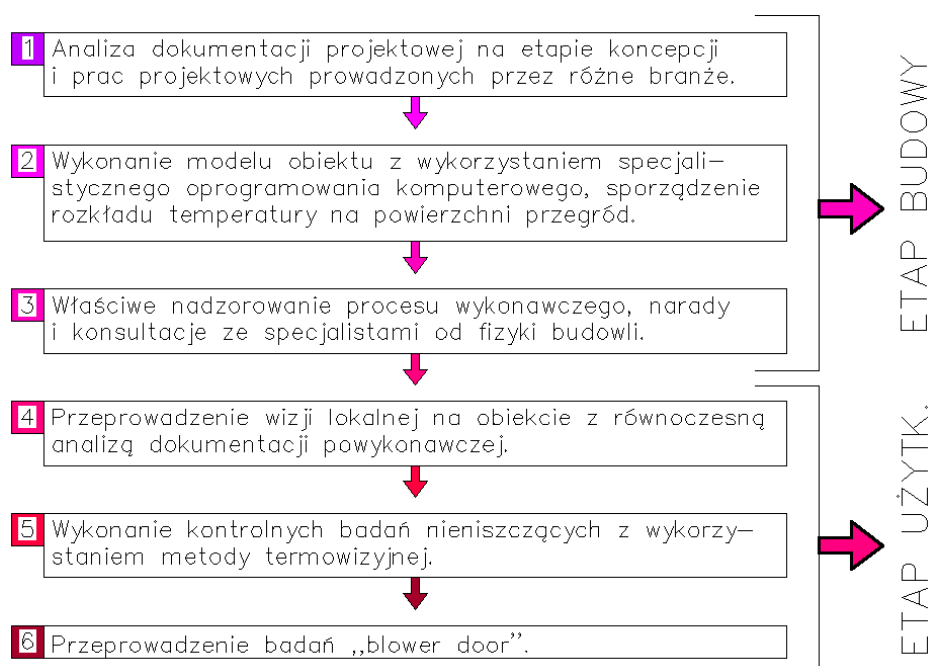 1 Analiza dokumentacji projektowej na etapie koncepcji
i prac projektowych prowadzonych przez różne branże.
2 Wykonanie modelu obiektu z wykorzystaniem specjali–
stycznego oprogramowania komputerowego, sporządzenie
rozkładu temperatury na powierzchni przegród.
3 Właściwe nadzorowanie procesu wykonawczego, narady
i konsultacje ze specjalistami od fizyki budowli.
ETAP BUDOWY
4 Przeprowadzenie wizji lokalnej na obiekcie z równoczesną
analizą dokumentacji powykonawczej.
5 Wykonanie kontrolnych badań nieniszczących z wykorzy–
staniem metody termowizyjnej.
6 Przeprowadzenie badań ,,blower door”.
ETAP UŻYTK.